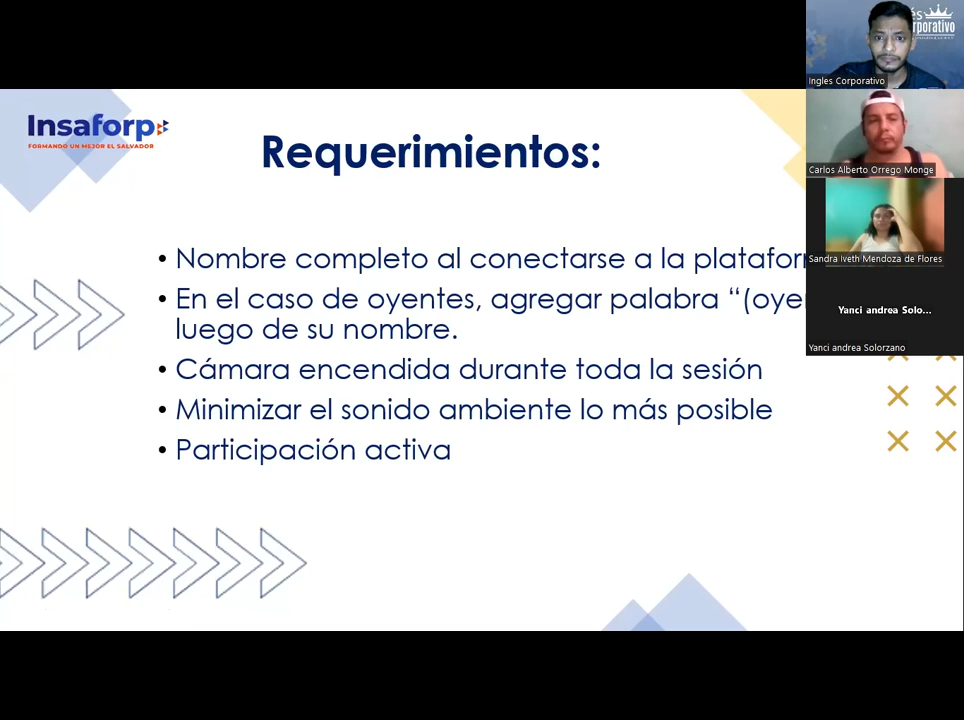 Insaforp
FORMANDO UN MEJOR EL SALVADOR
Requerimientos:
• Nombre completo al conectarse a la platafor
• En el caso de oyentes, agregar palabra “(oye
luego de su nombre.
• Cámara encendida durante toda la sesión
• Minimizar el sonido ambiente lo más posible
• Participación activa
Ingles Corporativo
Carlos Alberto Orrego Monge
Sandra Iveth Mendoza de Flores
Yanci andrea Solo...
Yanci andrea Solorzano